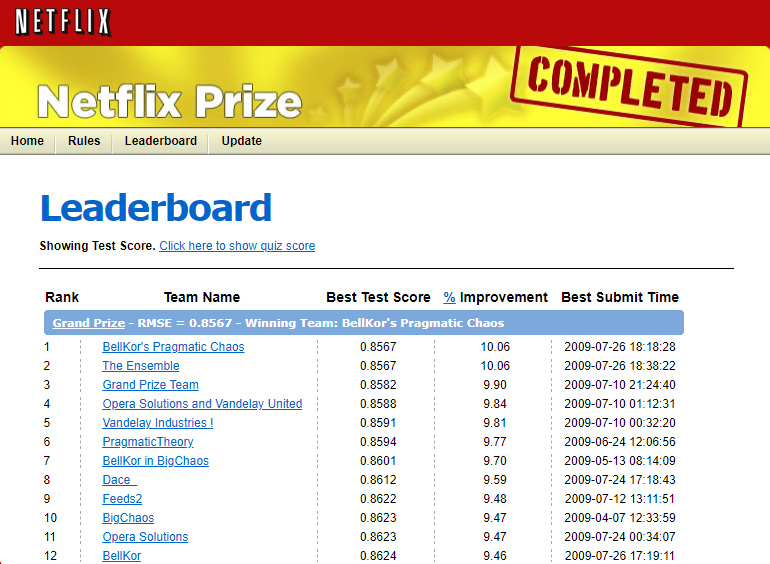 NETFLIX
Netflix Prize
COMPLETED
Home Rules Leaderboard Update
Leaderboard
Showing Test Score. Click here to show quiz score
Rank Team Name Best Test Score % Improvement Best Submit Time
Grand Prize - RMSE = 0.8567 - Winning Team: BellKor's Pragmatic Chaos
1 BellKor's Pragmatic Chaos 0.8567 10.06 2009-07-26 18:18:28
2 The Ensemble 0.8567 10.06 2009-07-26 18:38:22
3 Grand Prize Team 0.8582 9.90 2009-07-10 21:24:40
4 Opera Solutions and Vandelay United 0.8588 9.84 2009-07-10 01:12:31
5 Vandelay Industries ! 0.8591 9.81 2009-07-10 00:32:20
6 PragmaticTheory 0.8594 9.77 2009-06-24 12:06:56
7 BellKor in BigChaos 0.8601 9.70 2009-05-13 08:14:09
8 Dace_ 0.8612 9.59 2009-07-24 17:18:43
9 Feeds2 0.8622 9.48 2009-07-12 13:11:51
10 BigChaos 0.8623 9.47 2009-04-07 12:33:59
11 Opera Solutions 0.8623 9.47 2009-07-24 00:34:07
12 BellKor 0.8624 9.46 2009-07-26 17:19:11